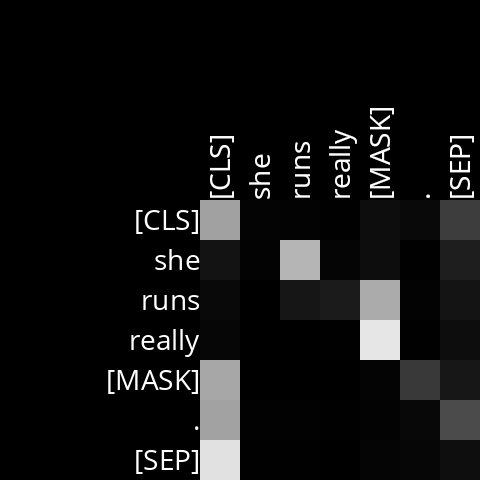 [CLS]
she
runs
really
[MASK]
.
[SEP]
[CLS]
she
runs
really
[MASK]
.
[SEP]